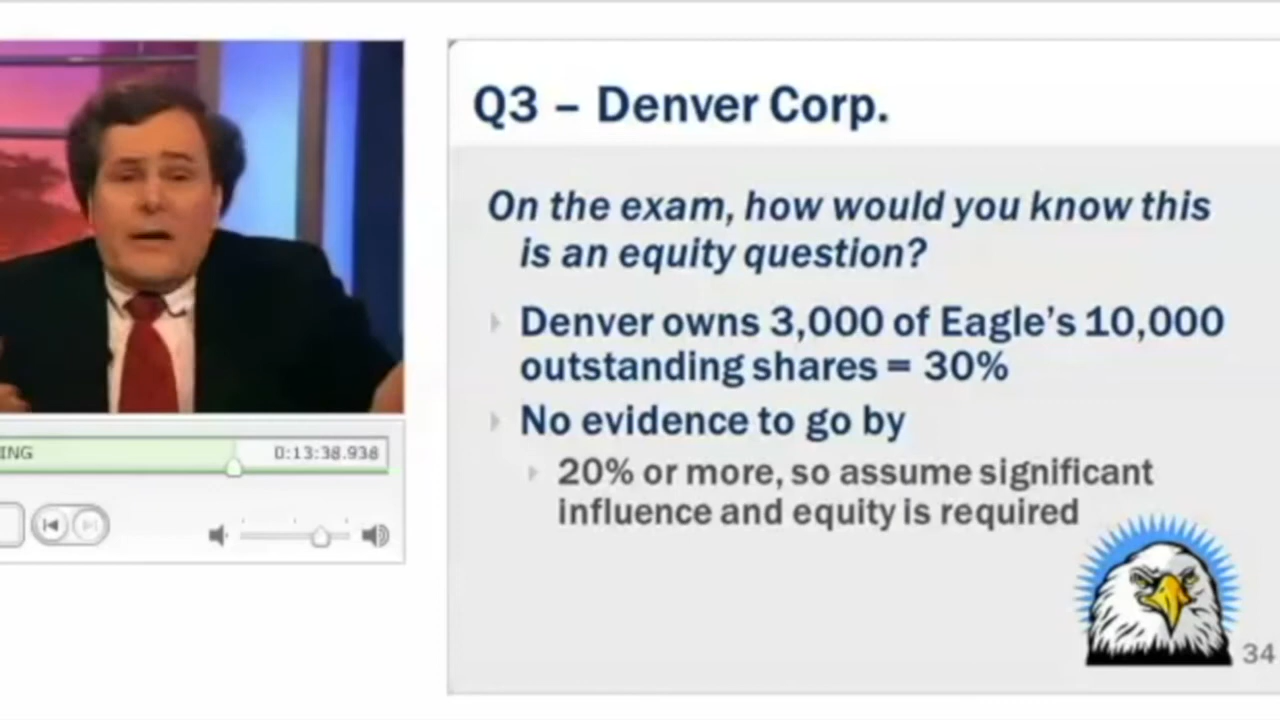 Q3 – Denver Corp.
On the exam, how would you know this
is an equity question?
Denver owns 3,000 of Eagle's 10,000
outstanding shares = 30%
No evidence to go by
20% or more, so assume significant
influence and equity is required
34
ING
0:13:38.938